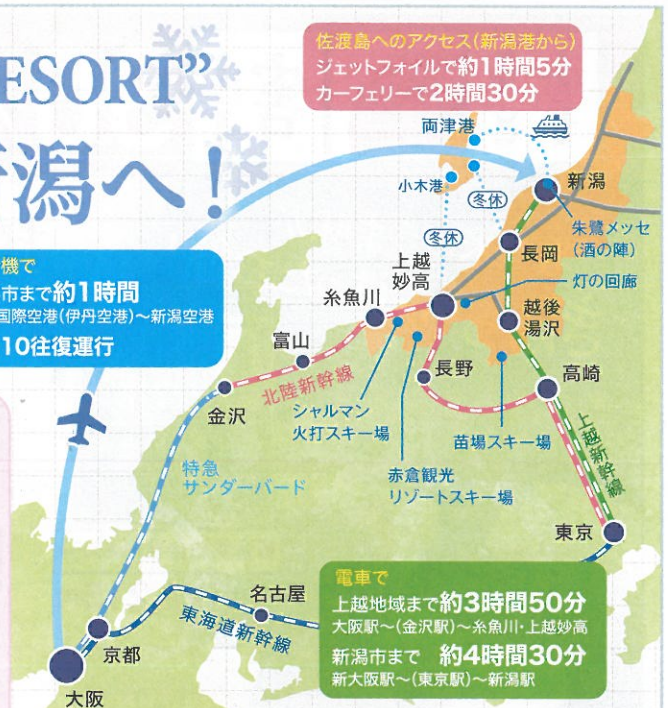 ESORT”
潟へ！
佐渡島へのアクセス(新潟港から)
ジェットフォイルで約1時間5分
カーフェリーで2時間30分
両津港
小木港
新潟
冬休
冬休
朱鷺メッセ
(酒の陣)
長岡
上越
妙高
灯の回廊
機で
市まで約1時間
国際空港(伊丹空港)～新潟空港
10往復運行
糸魚川
越後
湯沢
富山
長野
高崎
北陸新幹線
金沢
シャルマン
火打スキー場
苗場スキー場
上越新幹線
赤倉観光
リゾートスキー場
特急
サンダーバード
東京
電車で
上越地域まで約3時間50分
大阪駅～(金沢駅)～糸魚川・上越妙高
新潟市まで 約4時間30分
新大阪駅～(東京駅)～新潟駅
名古屋
東海道新幹線
京都
大阪